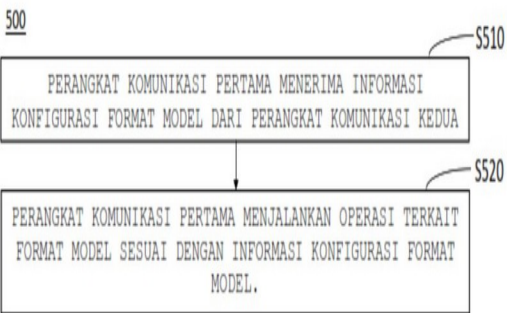 500
S510
PERANGKAT KOMUNIKASI PERTAMA MENERIMA INFORMASI
KONFIGURASI FORMAT MODEL DARI PERANGKAT KOMUNIKASI KEDUA
S520
PERANGKAT KOMUNIKASI PERTAMA MENJALANKAN OPERASI TERKAIT
FORMAT MODEL SESUAI DENGAN INFORMASI KONFIGURASI FORMAT
MODEL.